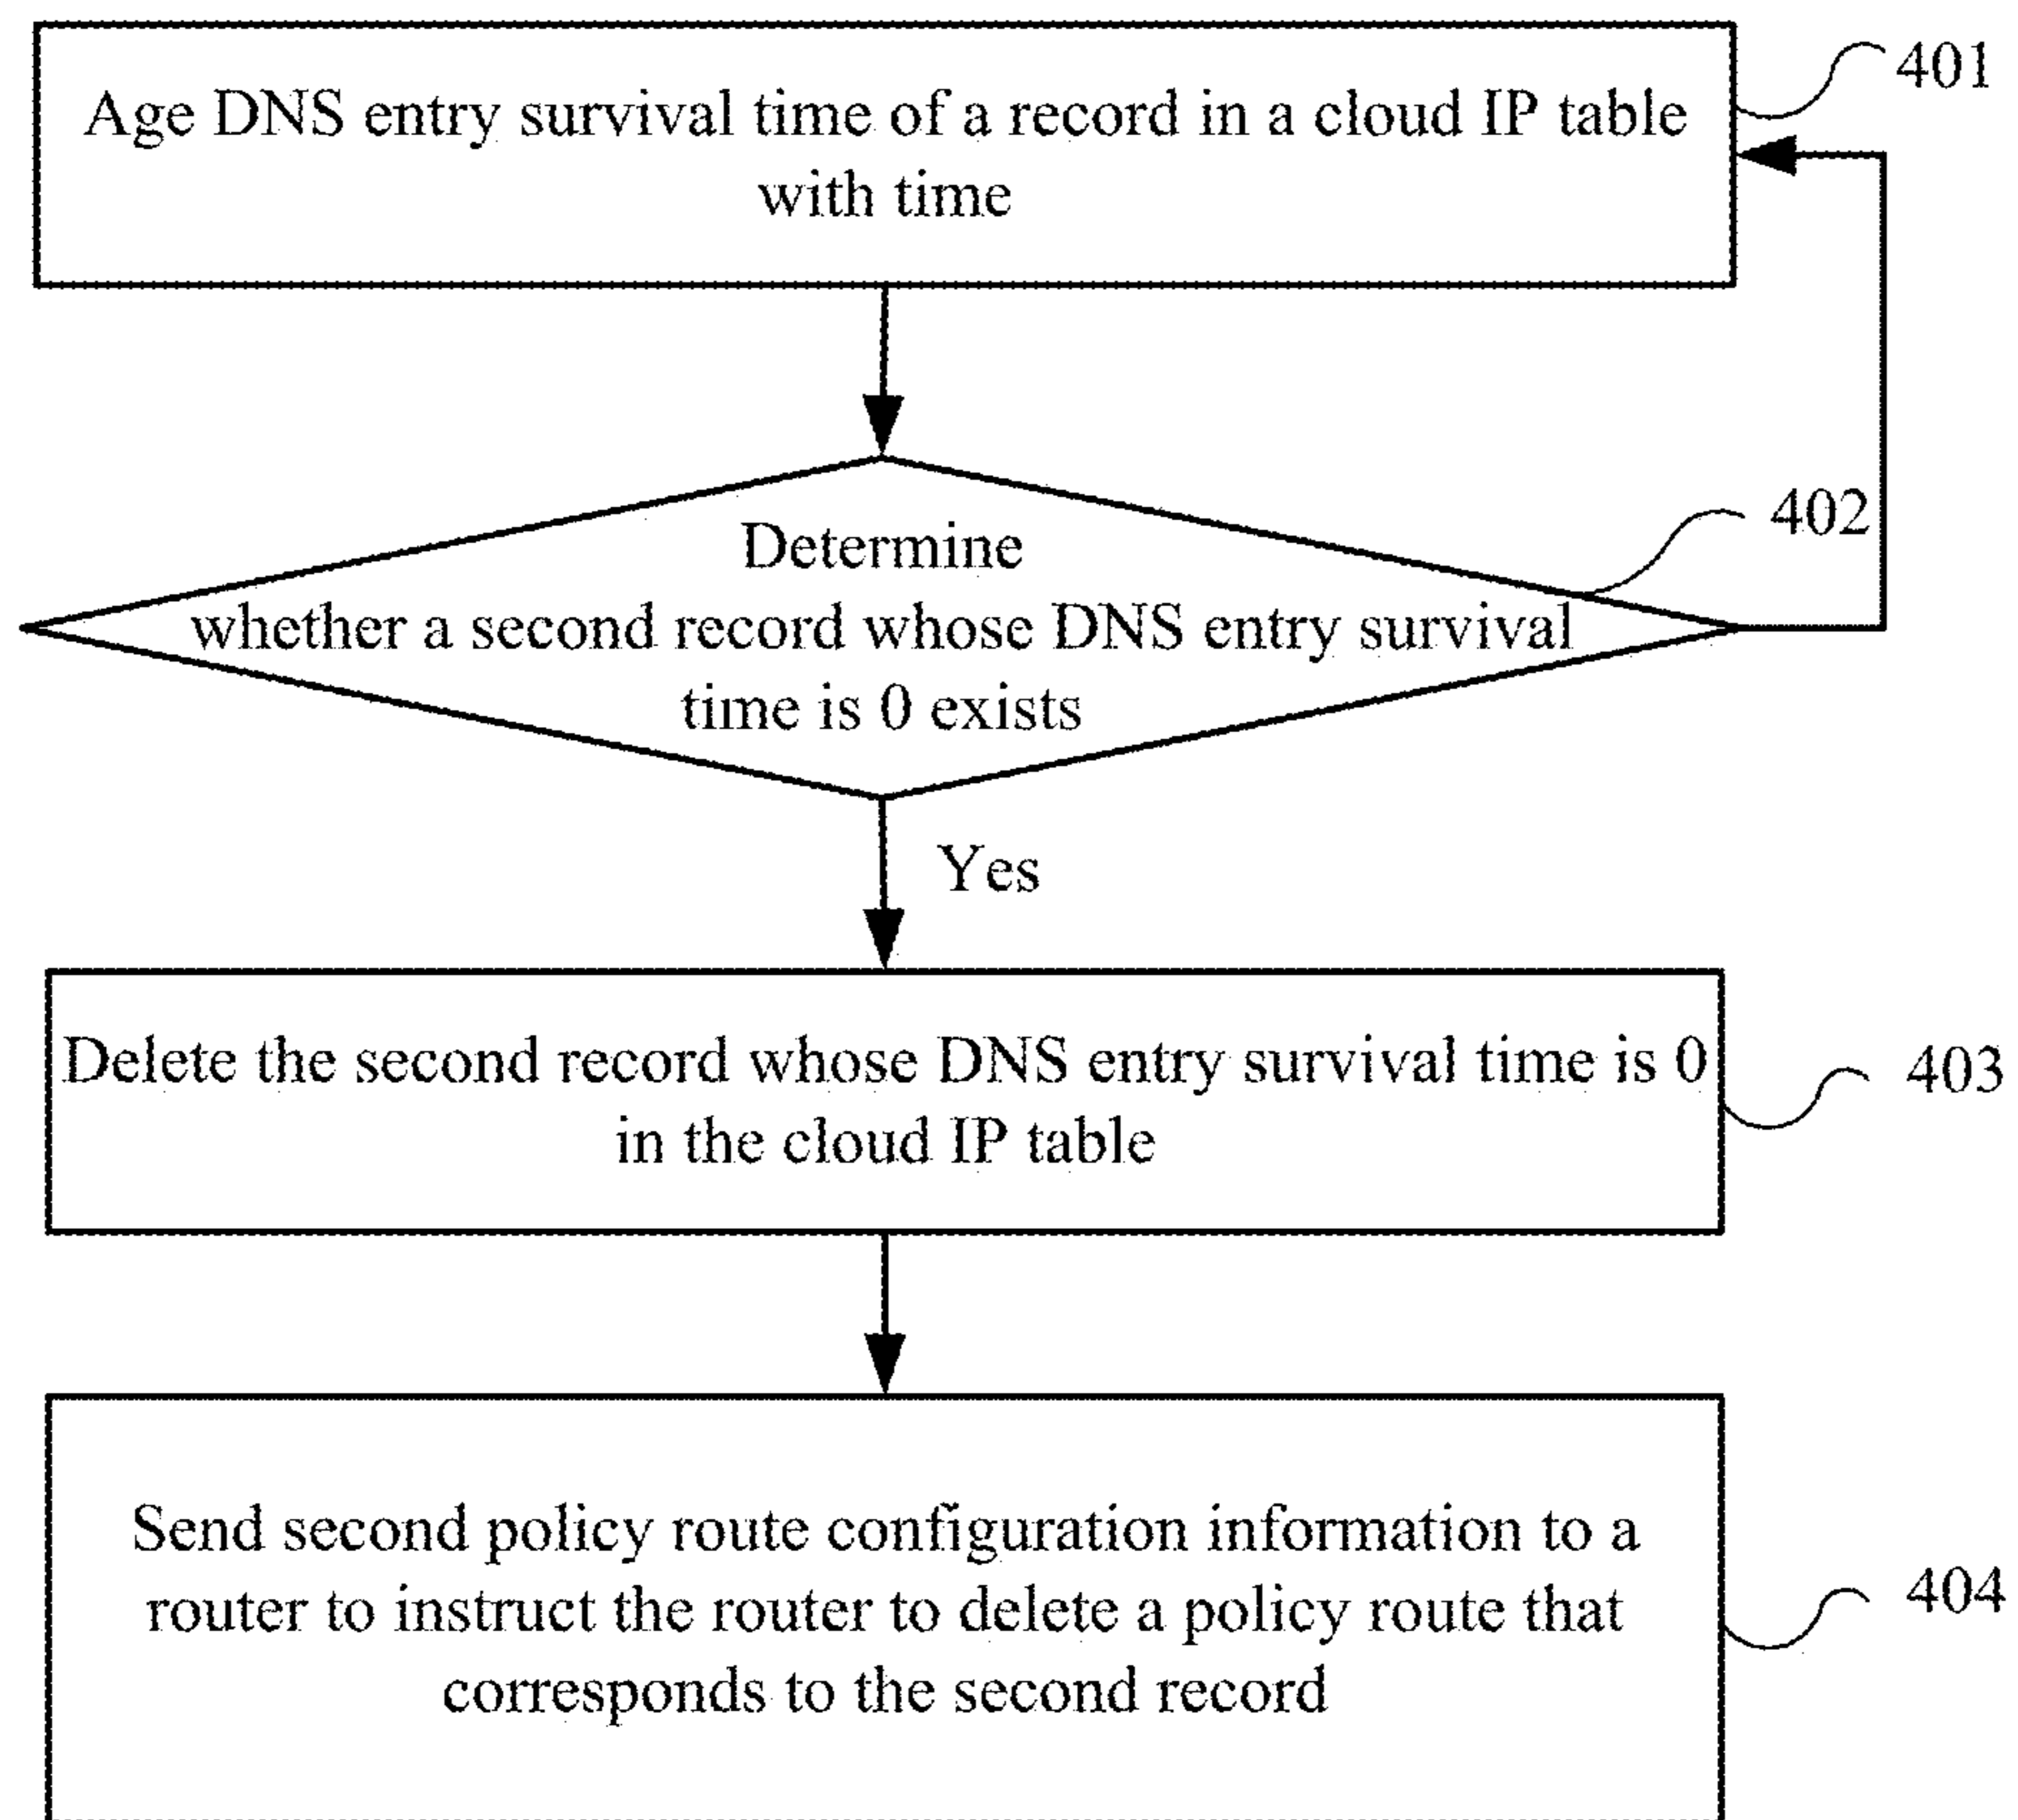 Age DNS entry survival time of a record in a cloud IP table
with time
401
Determine
whether a second record whose DNS entry survival
time is 0 exists
402
Yes
Delete the second record whose DNS entry survival time is 0
in the cloud IP table
403
Send second policy route configuration information to a
router to instruct the router to delete a policy route that
corresponds to the second record
404